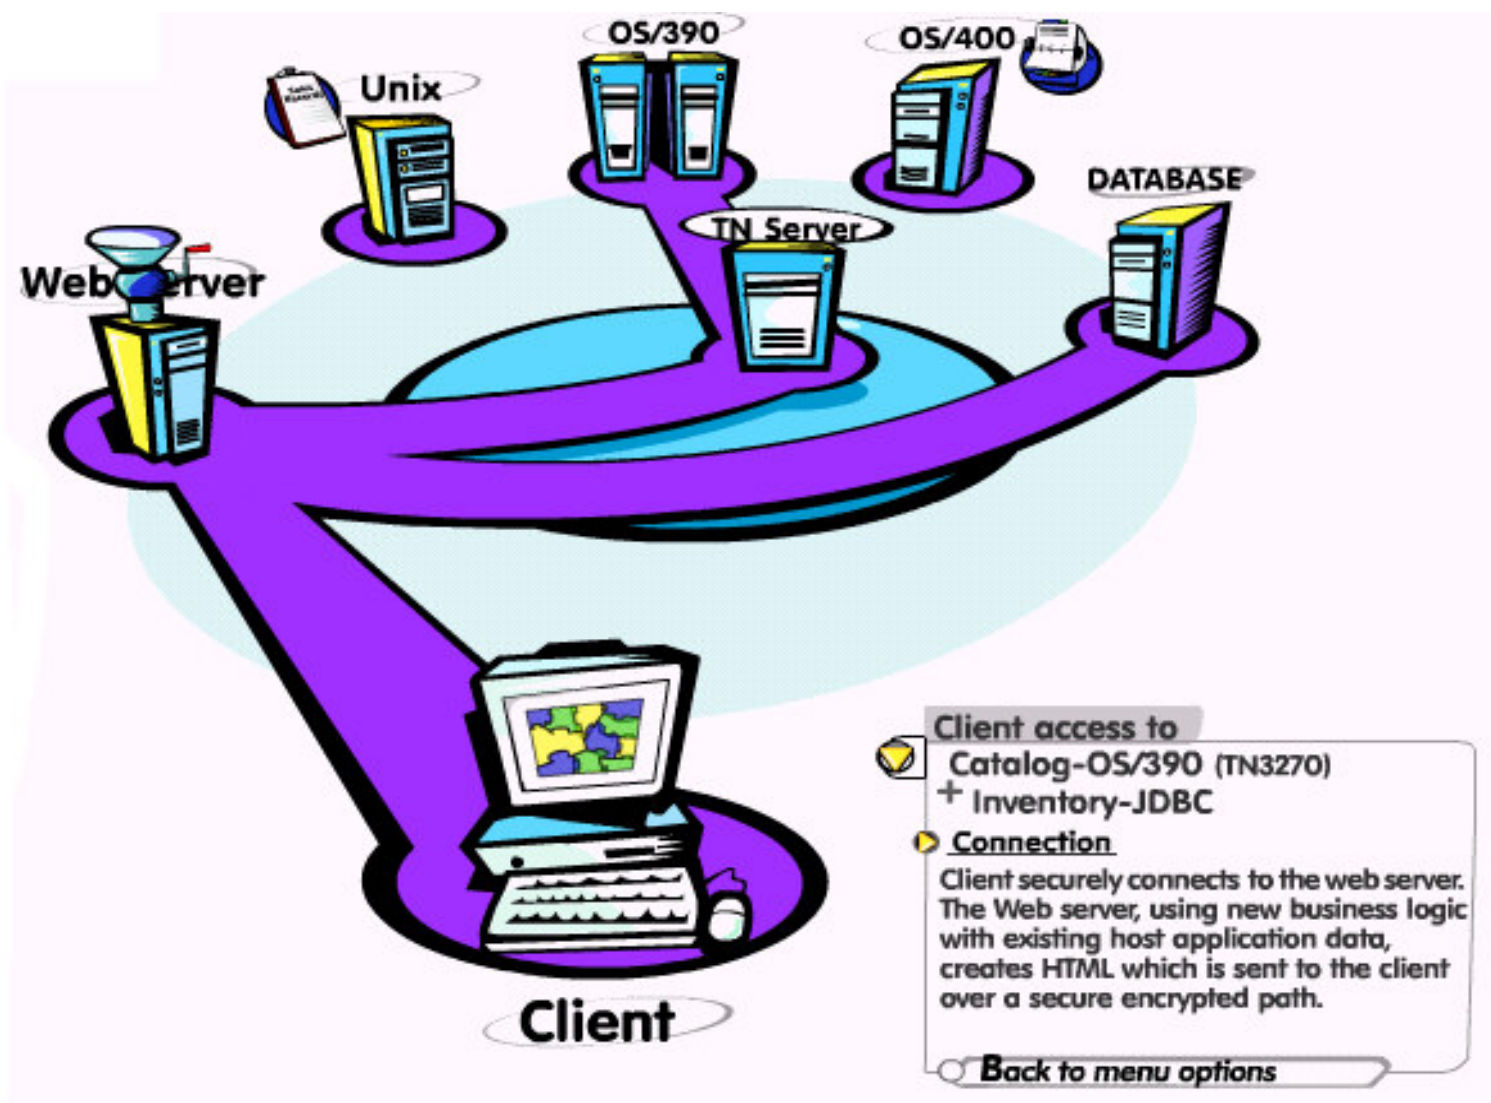 OS/390
OS/400
Unix
DATABASE
TN Server
Web erver
Client access to
Catalog-OS/390 (TN3270)
+ Inventory-JDBC
Connection
Client securely connects to the web server.
The Web server, using new business logic
with existing host application data,
creates HTML which is sent to the client
over a secure encrypted path.
Client
Back to menu options